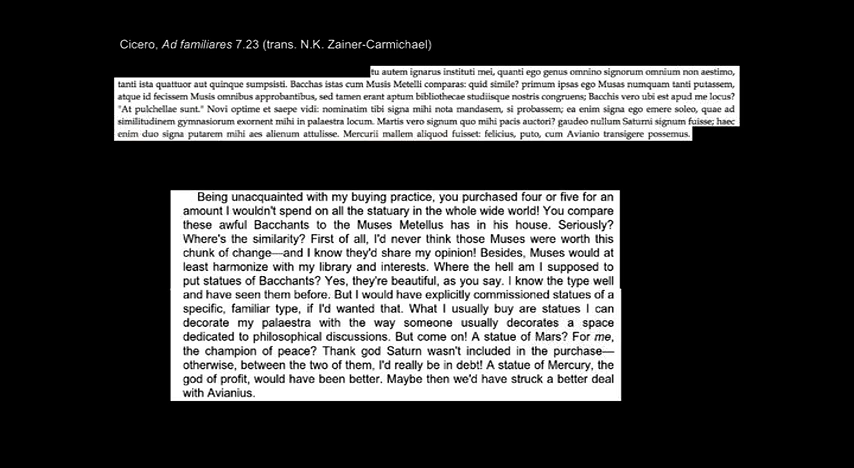 Cicero, Ad familiares 7.23 (trans. N.K. Zainer-Carmichael)
tu autem ignarus instituti mei, quanti ego genus omnino signorum omnium non aestimo,
tanti ista quattuor aut quinque sumpsisti. Bacchas istas cum Musis Metelli comparas: quid simile? primum ipsas ego Musas numquam tanti putassem,
atque id fecissem Musis omnibus approbantibus, sed tamen erant aptum bibliothecae studiisque nostris congruens; Bacchis vero ubi est apud me locus?
"At pulchellae sunt." Novi optime et saepe vidi: nominatim tibi signa mihi nota mandasem, si probassem; ea enim signa ego emere soleo, quae ad
similitudinem gymnasiorum exornent mihi in palaestra locum. Martis vero signum quo mihi pacis auctori? gaudeo nullum Saturni signum fuisse; haec
enim duo signa putarem mihi aes alienum attulisse. Mercurii mallem aliquod fuisset: felicius, puto, cum Avianio transigere possemus.
Being unacquainted with my buying practice, you purchased four or five for an
amount I wouldn't spend on all the statuary in the whole wide world! You compare
these awful Bacchants to the Muses Metellus has in his house. Seriously?
Where's the similarity? First of all, I'd never think those Muses were worth this
chunk of change—and I know they'd share my opinion! Besides, Muses would at
least harmonize with my library and interests. Where the hell am I supposed to
put statues of Bacchants? Yes, they're beautiful, as you say. I know the type well
and have seen them before. But I would have explicitly commissioned statues of a
specific, familiar type, if I'd wanted that. What I usually buy are statues I can
decorate my palaestra with the way someone usually decorates a space
dedicated to philosophical discussions. But come on! A statue of Mars? For me,
the champion of peace? Thank god Saturn wasn't included in the purchase—
otherwise, between the two of them, I'd really be in debt! A statue of Mercury, the
god of profit, would have been better. Maybe then we'd have struck a better deal
with Avianius.